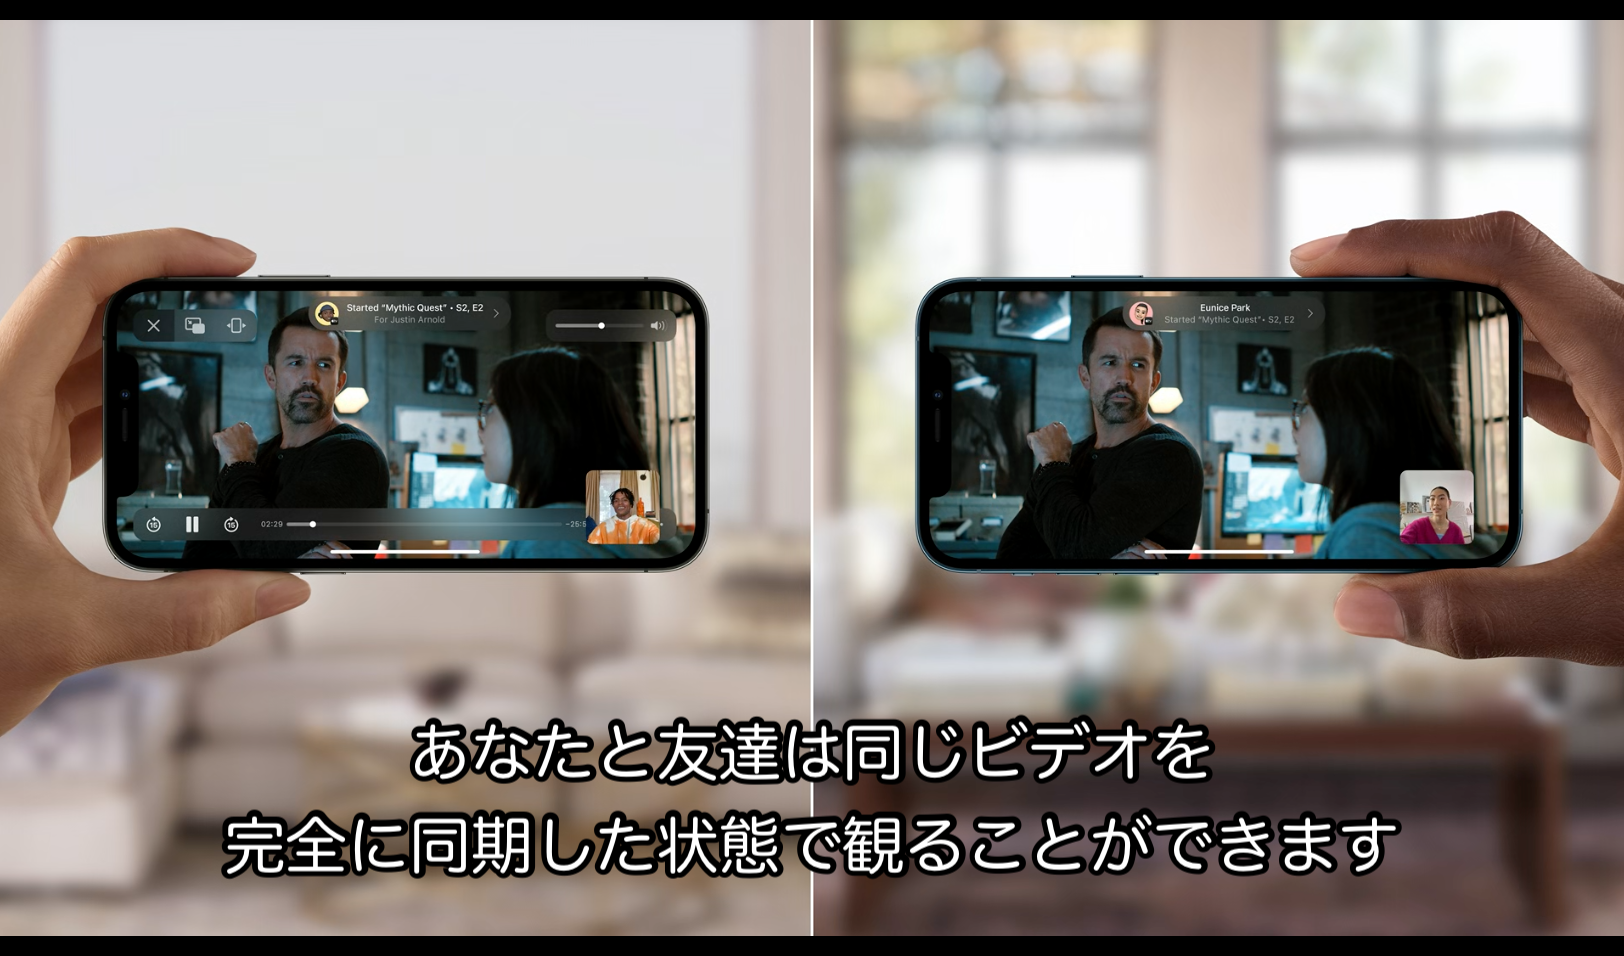 Started “Mythic Quest” • S2, E2
For Justin Arnold
15
15
02:29
Eunice Park
Started “Mythic Quest” • S2, E2
あなたと友達は同じビデオを
完全に同期した状態で観ることができます